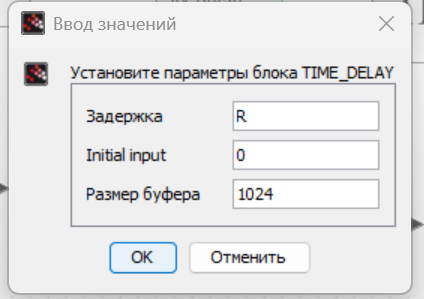 Ввод значений
Установите параметры блока TIME_DELAY
Задержка R
Initial input 0
Размер буфера 1024
OK Отменить